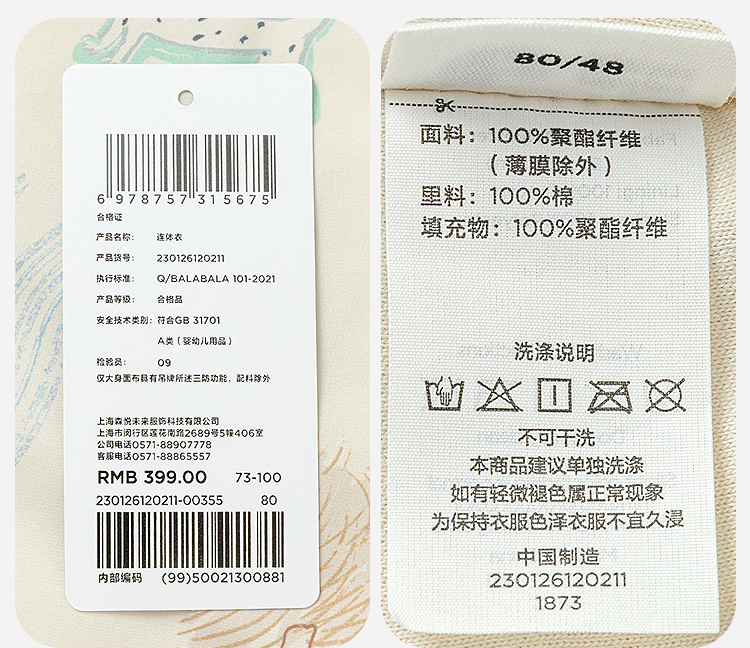 6 978757 315675
合格证
产品名称: 连体衣
产品货号: 230126120211
执行标准: Q/BALABALA 101-2021
产品等级: 合格品
安全技术类别: 符合GB 31701
A类（婴幼儿用品）
检验员: 09
仅大身面布具有吊牌所述三防功能，配料除外
上海森悦未来服饰科技有限公司
上海市闵行区莲花南路2689号5幢406室
公司电话0571-88907778
客服电话0571-88865557
RMB 399.00 73-100
230126120211-00355 80
内部编码 (99)50021300881
80/48
面料：100%聚酯纤维
（薄膜除外）
里料：100%棉
填充物：100%聚酯纤维
洗涤说明
不可干洗
本商品建议单独洗涤
如有轻微褪色属正常现象
为保持衣服色泽衣服不宜久浸
中国制造
230126120211
1873